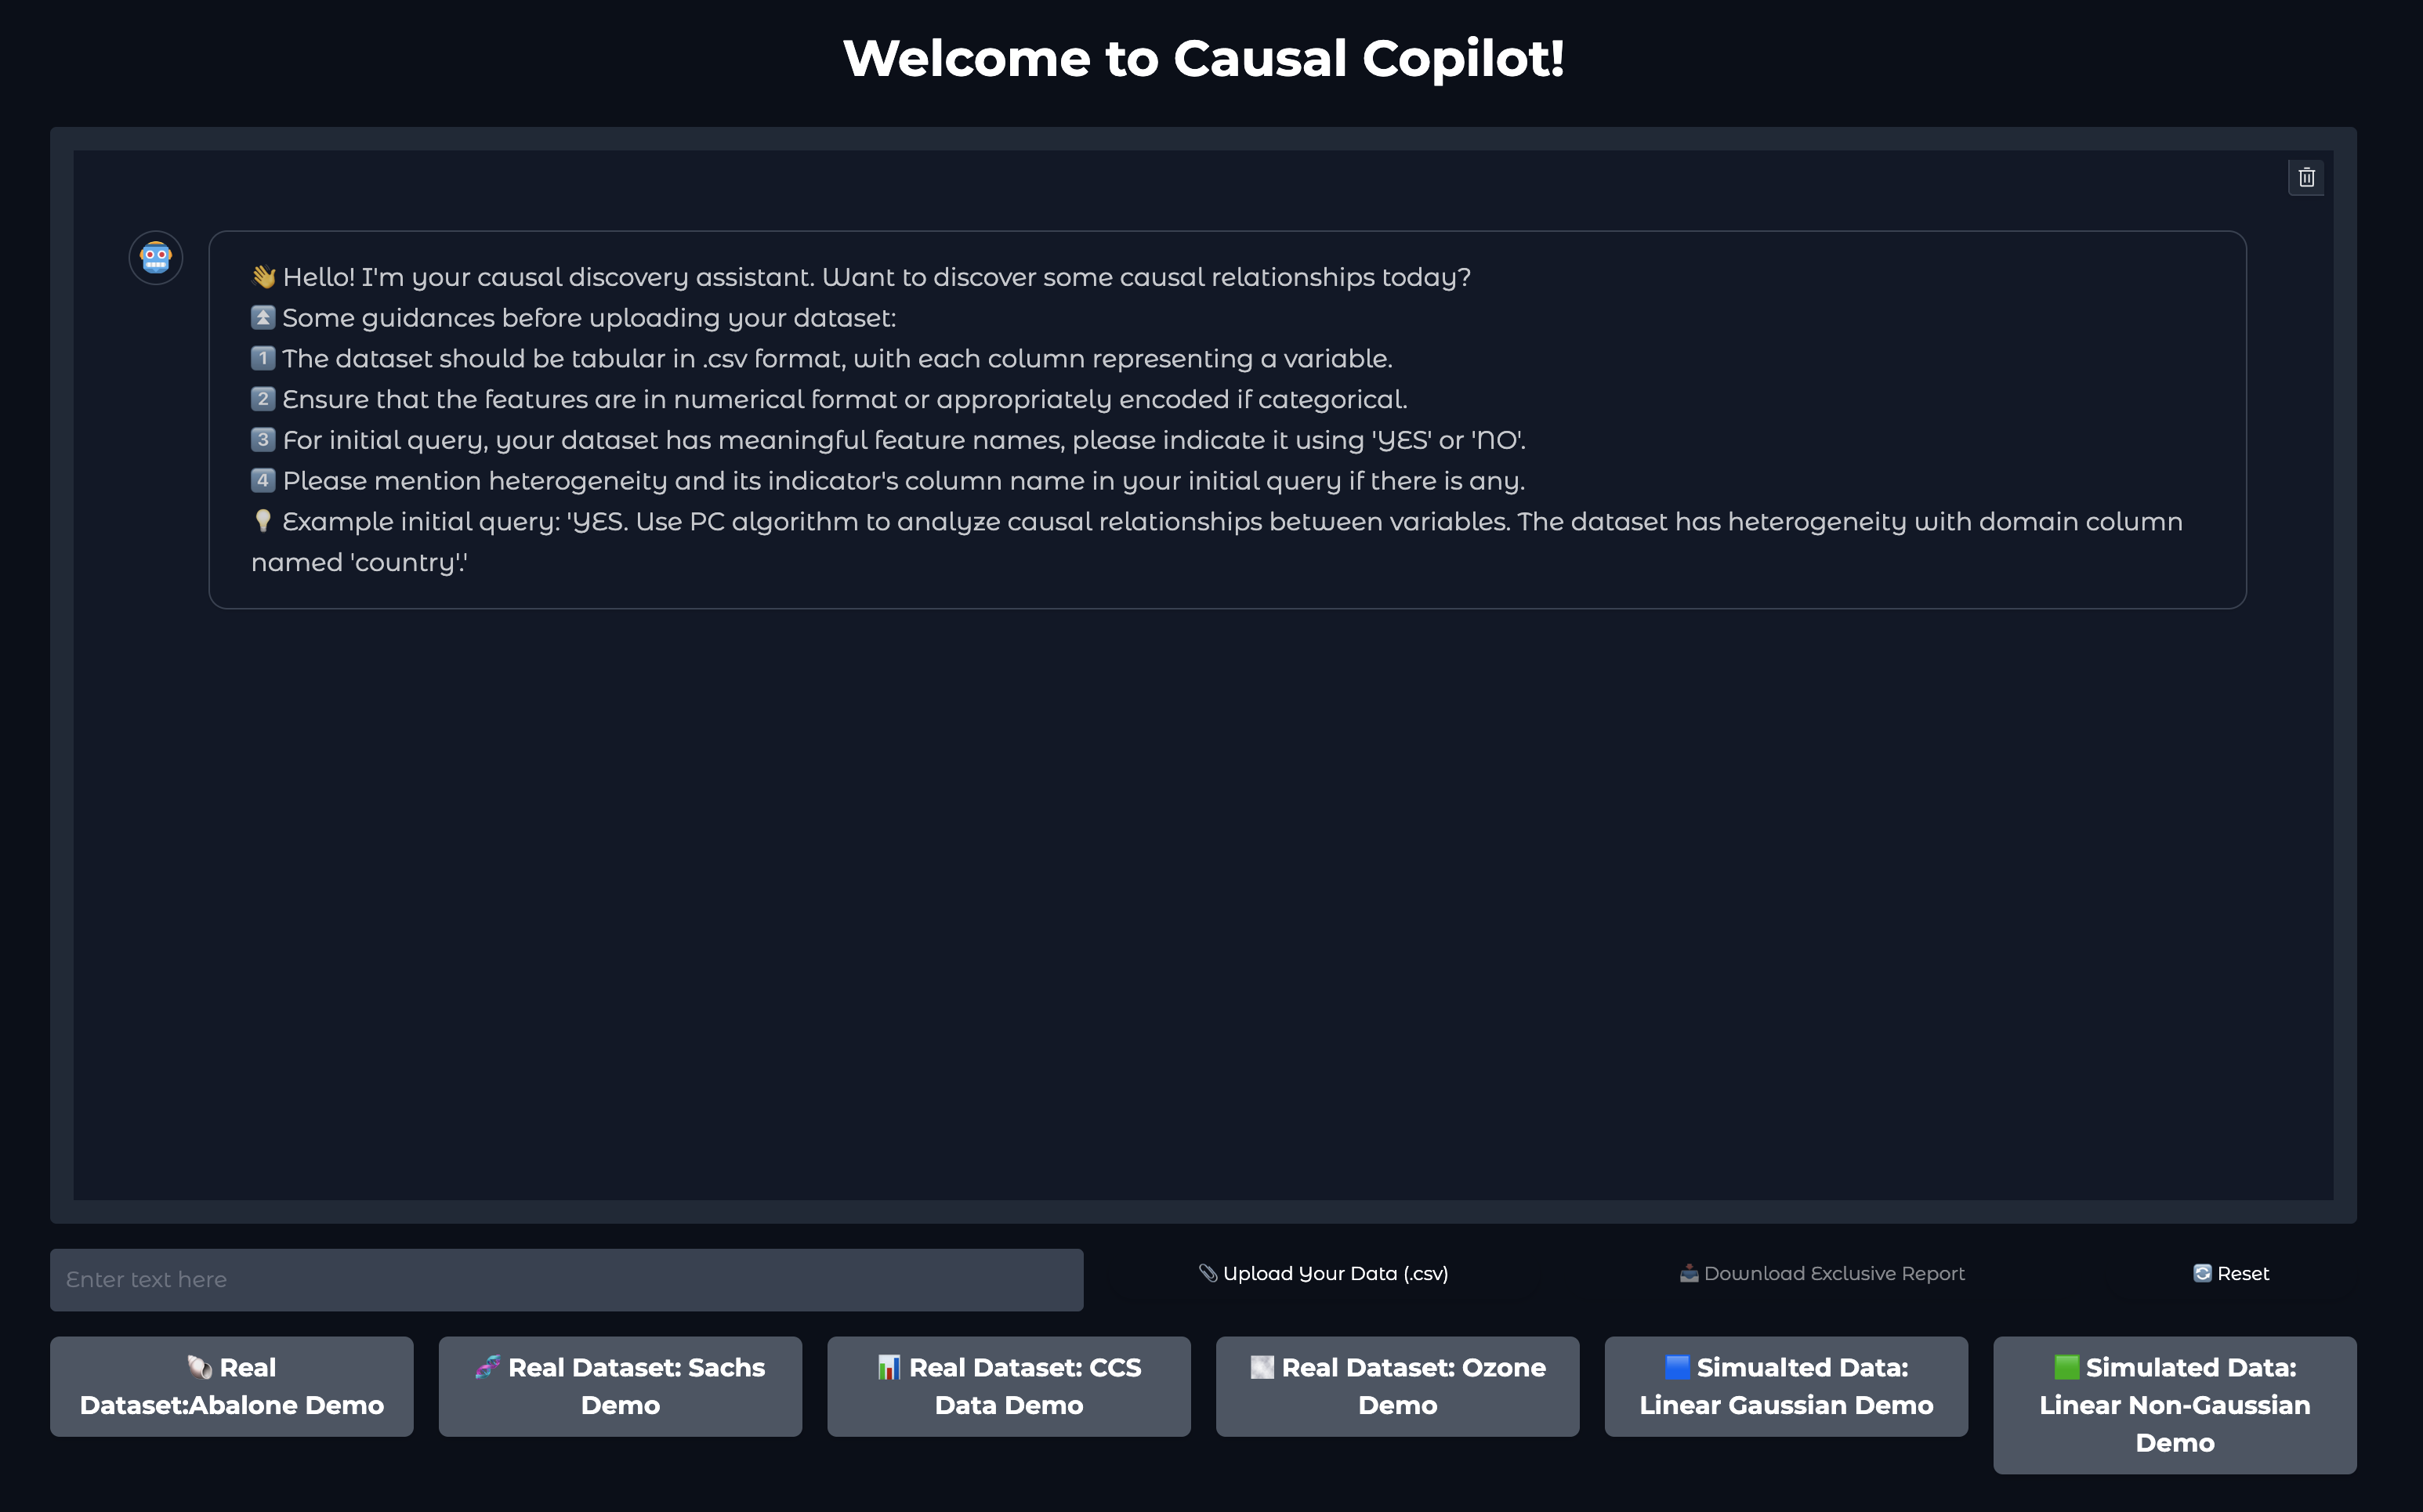 Welcome to Causal Copilot!
👋 Hello! I'm your causal discovery assistant. Want to discover some causal relationships today?
⏫ Some guidances before uploading your dataset:
1️⃣ The dataset should be tabular in .csv format, with each column representing a variable.
2️⃣ Ensure that the features are in numerical format or appropriately encoded if categorical.
3️⃣ For initial query, your dataset has meaningful feature names, please indicate it using 'YES' or 'NO'.
4️⃣ Please mention heterogeneity and its indicator's column name in your initial query if there is any.
💡 Example initial query: 'YES. Use PC algorithm to analyze causal relationships between variables. The dataset has heterogeneity with domain column
named 'country'.'
Enter text here
📎 Upload Your Data (.csv)
📥 Download Exclusive Report
🔄 Reset
🐚 Real
Dataset:Abalone Demo
🧬 Real Dataset: Sachs
Demo
📊 Real Dataset: CCS
Data Demo
🌫️ Real Dataset: Ozone
Demo
🟦 Simualted Data:
Linear Gaussian Demo
🟩 Simulated Data:
Linear Non-Gaussian
Demo